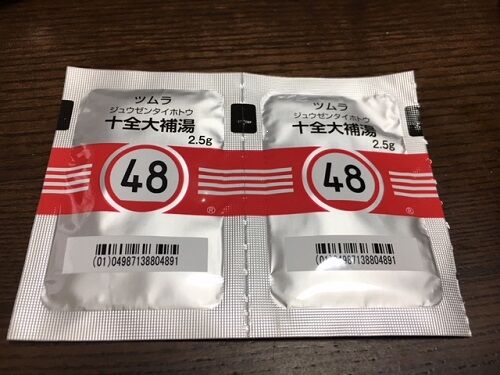 ツムラ
ジュウゼンタイホトウ
十全大補湯
2.5g
48
®
(01)04987138804891
ツムラ
ジュウゼンタイホトウ
十全大補湯
2.5g
48
®
(01)04987138804891